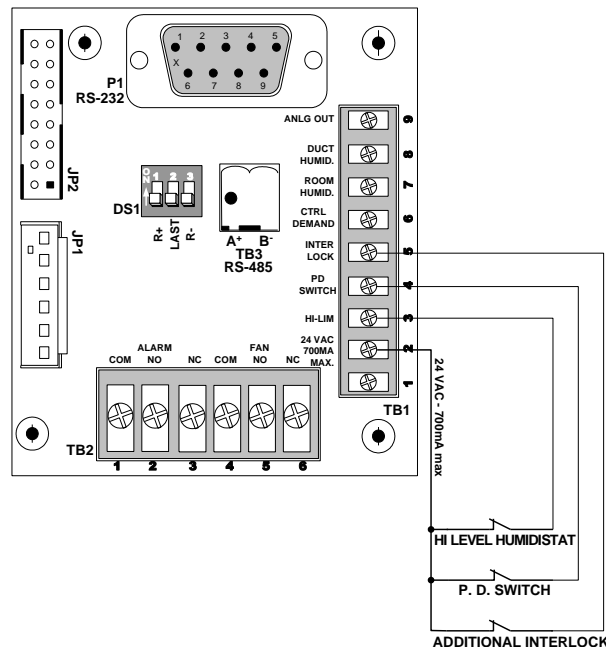 1 2 3 4 5
X
6 7 8 9
P1
RS-232
JP2
JP1
ON
1 2 3
DS1
R+
LAST
R-
A+ B-
TB3
RS-485
ANLG OUT 9
DUCT
HUMID. 8
ROOM
HUMID. 7
CTRL
DEMAND 6
INTER
LOCK 5
PD
SWITCH 4
HI-LIM 3
24 VAC
700MA
MAX. 2
1
TB1
ALARM FAN
COM NO NC COM NO NC
TB2
1 2 3 4 5 6
24 VAC - 700mA max
HI LEVEL HUMIDISTAT
P. D. SWITCH
ADDITIONAL INTERLOCK